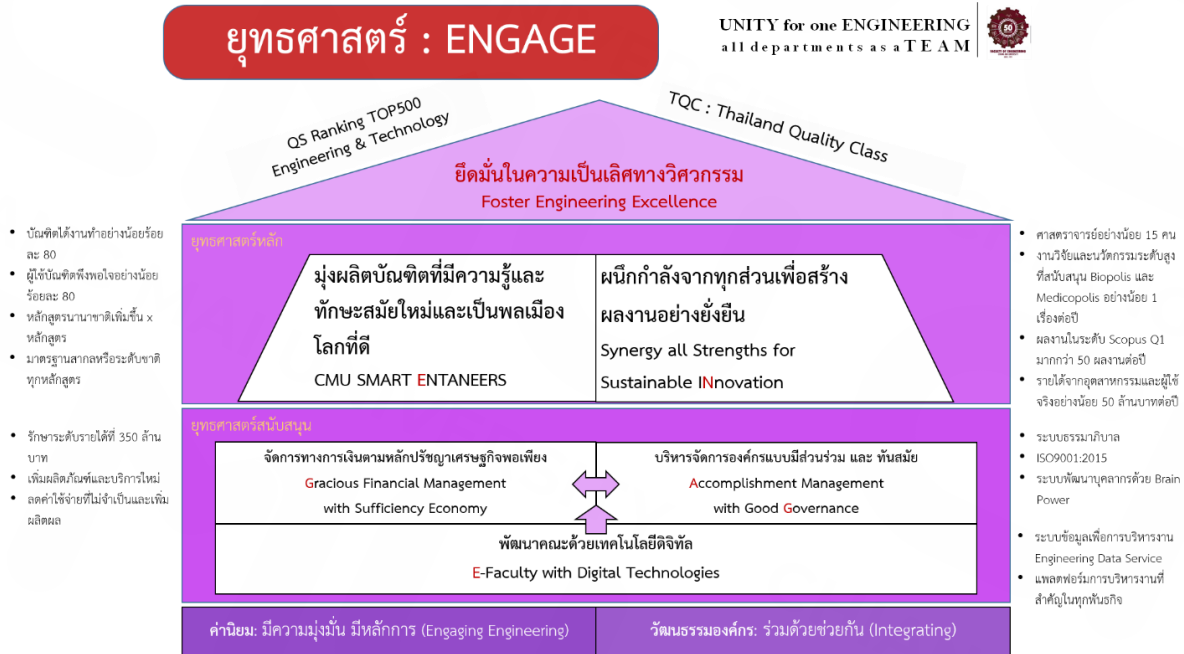 ยุทธศาสตร์ : ENGAGE
UNITY for one ENGINEERING
all departments as a T E A M
QS Ranking TOP500
Engineering & Technology
TQC : Thailand Quality Class
ยึดมั่นในความเป็นเลิศทางวิศวกรรม
Foster Engineering Excellence
• บัณฑิตได้งานทำอย่างน้อยร้อย
ละ 80
• ผู้ใช้บัณฑิตพึงพอใจอย่างน้อย
ร้อยละ 80
• หลักสูตรนานาชาติเพิ่มขึ้น x
หลักสูตร
• มาตรฐานสากลหรือระดับชาติ
ทุกหลักสูตร
ยุทธศาสตร์หลัก
มุ่งผลิตบัณฑิตที่มีความรู้และ
ทักษะสมัยใหม่และเป็นพลเมือง
โลกที่ดี
CMU SMART ENTANEERS
ผนึกกำลังจากทุกส่วนเพื่อสร้าง
ผลงานอย่างยั่งยืน
Synergy all Strengths for
Sustainable INnovation
• ศาสตราจารย์อย่างน้อย 15 คน
• งานวิจัยและนวัตกรรมระดับสูง
ที่สนับสนุน Biopolis และ
Medicopolis อย่างน้อย 1
เรื่องต่อปี
• ผลงานในระดับ Scopus Q1
มากกว่า 50 ผลงานต่อปี
• รายได้จากอุตสาหกรรมและผู้ใช้
จริงอย่างน้อย 50 ล้านบาทต่อปี
• รักษาระดับรายได้ที่ 350 ล้าน
บาท
• เพิ่มผลิตภัณฑ์และบริการใหม่
• ลดค่าใช้จ่ายที่ไม่จำเป็นและเพิ่ม
ผลิตผล
ยุทธศาสตร์สนับสนุน
จัดการทางการเงินตามหลักปรัชญาเศรษฐกิจพอเพียง
Gracious Financial Management
with Sufficiency Economy
บริหารจัดการองค์กรแบบมีส่วนร่วม และ ทันสมัย
Accomplishment Management
with Good Governance
พัฒนาคณะด้วยเทคโนโลยีดิจิทัล
E-Faculty with Digital Technologies
• ระบบธรรมาภิบาล
• ISO9001:2015
• ระบบพัฒนาบุคลากรด้วย Brain
Power
• ระบบข้อมูลเพื่อการบริหารงาน
Engineering Data Service
• แพลตฟอร์มการบริหารงานที่
สำคัญในทุกพันธกิจ
ค่านิยม: มีความมุ่งมั่น มีหลักการ (Engaging Engineering)
วัฒนธรรมองค์กร: ร่วมด้วยช่วยกัน (Integrating)